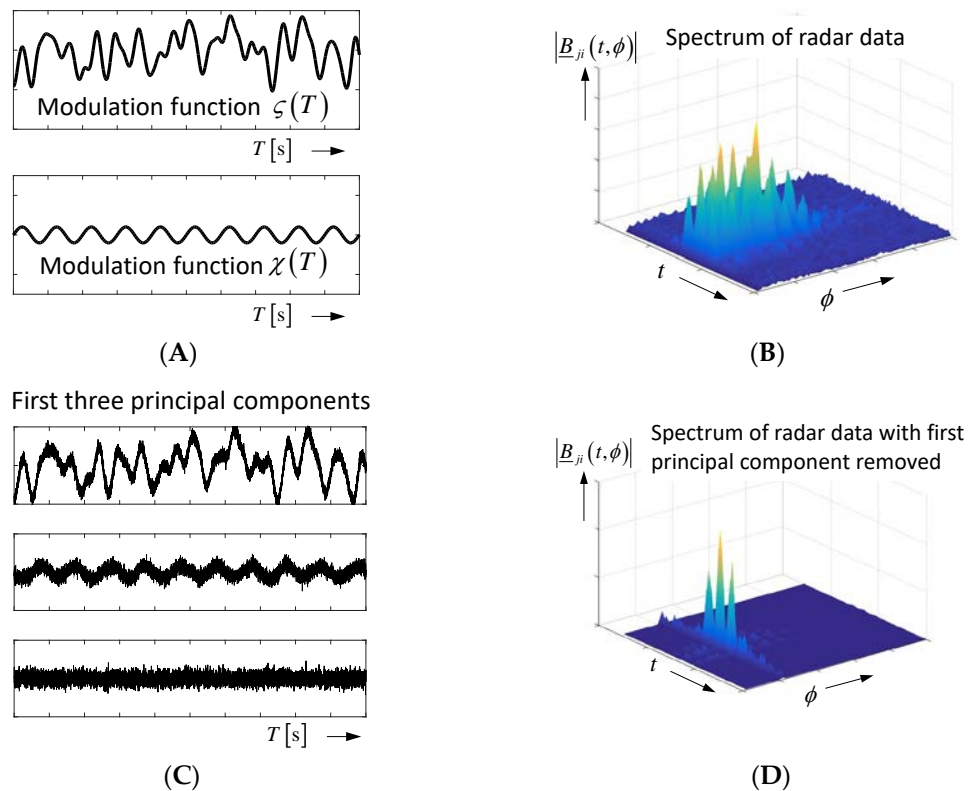 Modulation function ς(T)
T [s]
Modulation function χ(T)
T [s]
(A)
|B_ji(t,ϕ)|
Spectrum of radar data
t
ϕ
(B)
First three principal components
T [s]
(C)
|B_ji(t,ϕ)|
Spectrum of radar data with first
principal component removed
t
ϕ
(D)